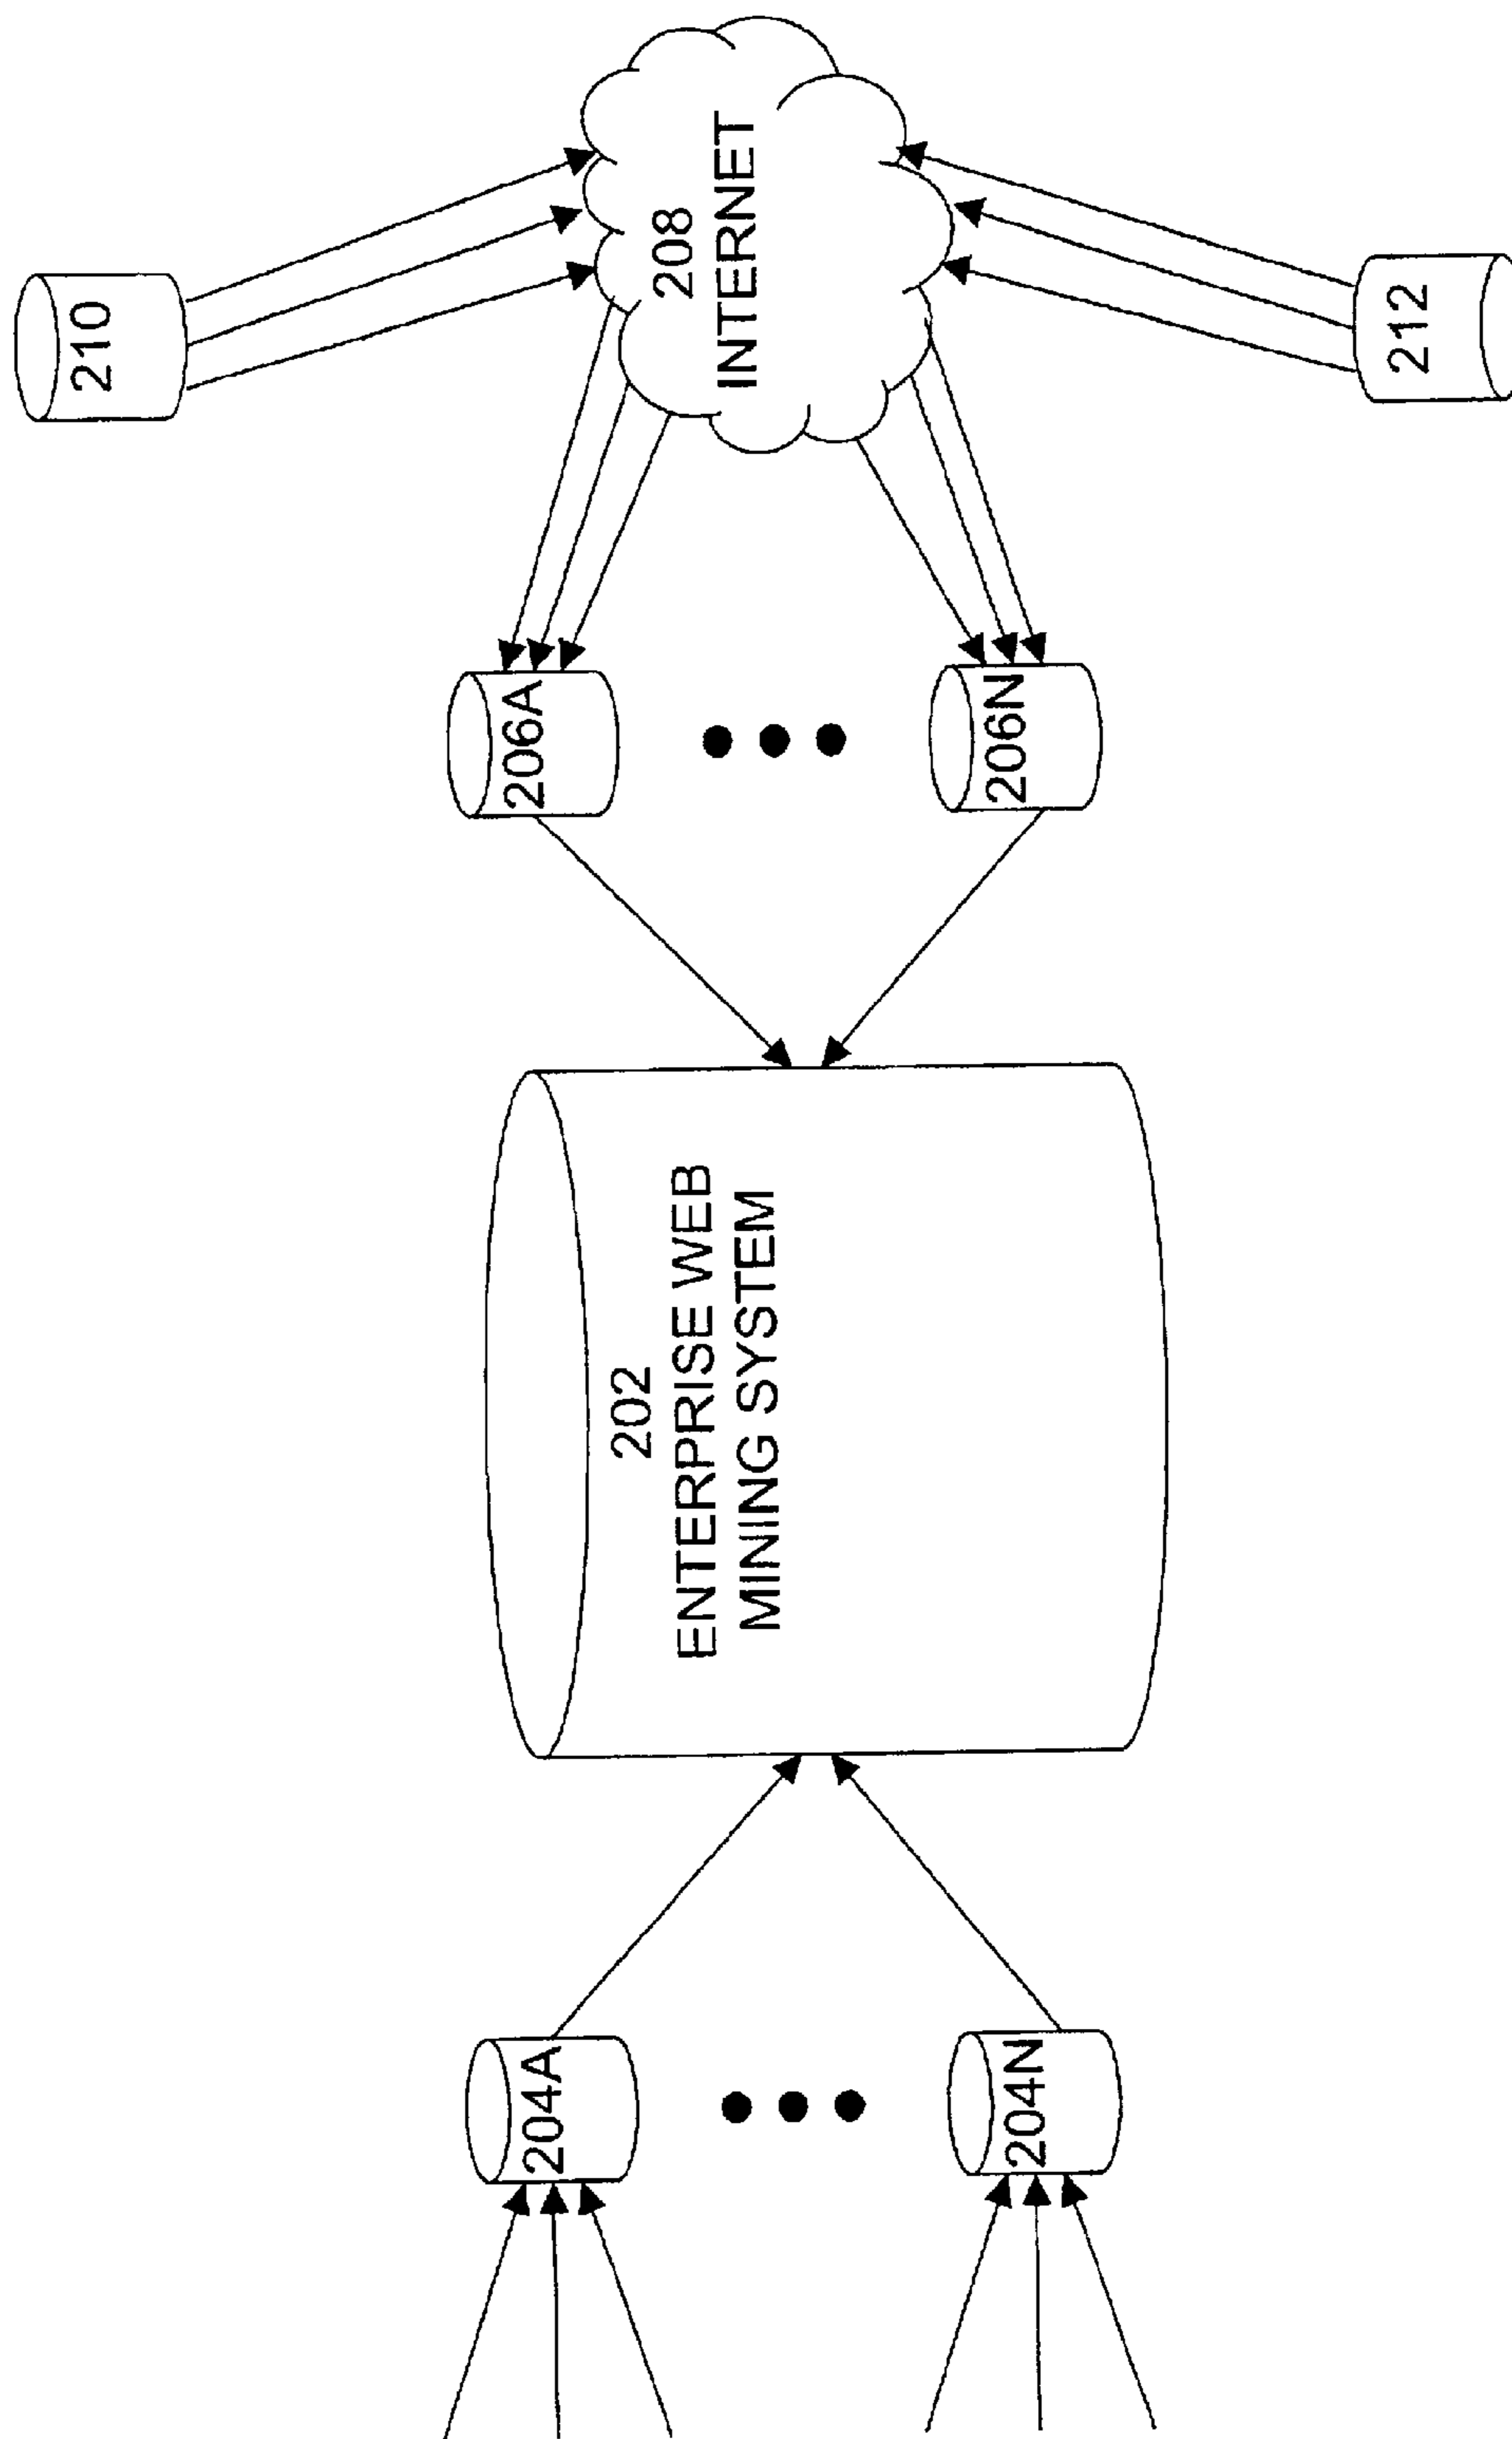 210
208
INTERNET
212
206A
206N
202
ENTERPRISE WEB
MINING SYSTEM
204A
204N